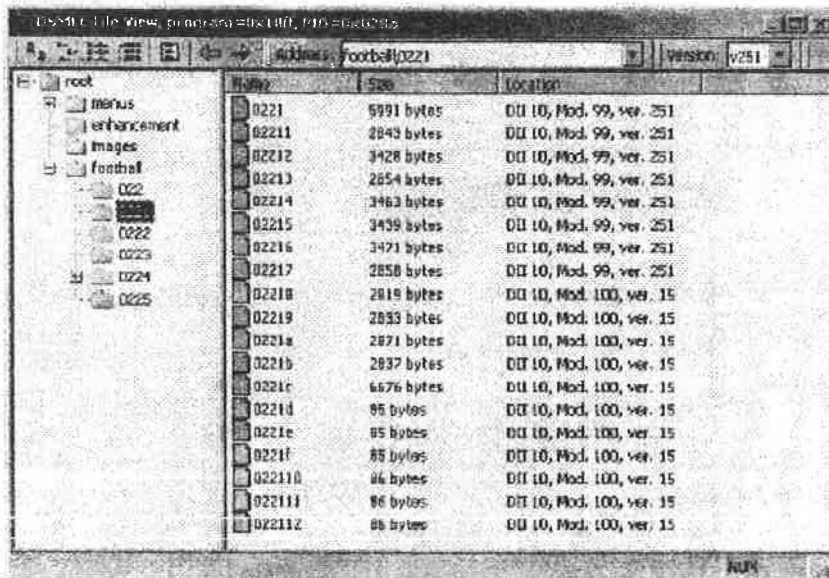 DSMCC File View, program=
Address: football\0221 Version: v251
root
menus
enhancement
images
football
022
0222
0223
0224
0225
Name Size Location
0221 5991 bytes DII 10, Mod. 99, ver. 251
02211 2843 bytes DII 10, Mod. 99, ver. 251
02212 3428 bytes DII 10, Mod. 99, ver. 251
02213 2854 bytes DII 10, Mod. 99, ver. 251
02214 3463 bytes DII 10, Mod. 99, ver. 251
02215 3439 bytes DII 10, Mod. 99, ver. 251
02216 3471 bytes DII 10, Mod. 99, ver. 251
02217 2858 bytes DII 10, Mod. 99, ver. 251
02218 2819 bytes DII 10, Mod. 100, ver. 15
02219 2833 bytes DII 10, Mod. 100, ver. 15
0221a 2871 bytes DII 10, Mod. 100, ver. 15
0221b 2837 bytes DII 10, Mod. 100, ver. 15
0221c 6676 bytes DII 10, Mod. 100, ver. 15
0221d 85 bytes DII 10, Mod. 100, ver. 15
0221e 85 bytes DII 10, Mod. 100, ver. 15
0221f 85 bytes DII 10, Mod. 100, ver. 15
022110 86 bytes DII 10, Mod. 100, ver. 15
022111 86 bytes DII 10, Mod. 100, ver. 15
022112 86 bytes DII 10, Mod. 100, ver. 15
NUM